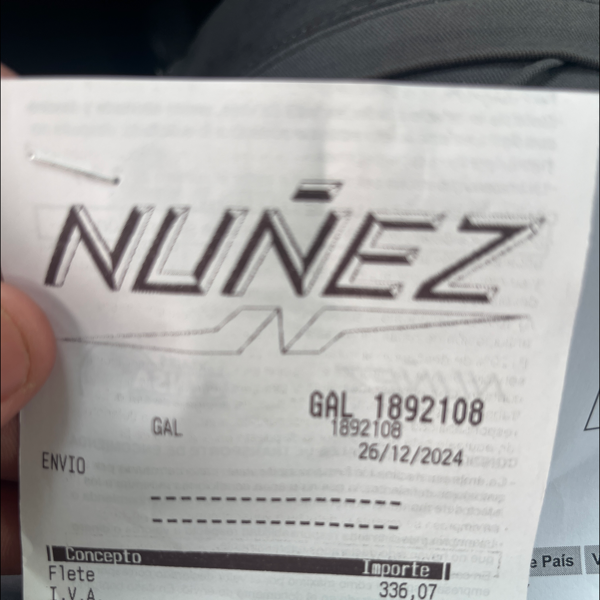 NUÑEZ
N
GAL 1892108
GAL 1892108
26/12/2024
ENVIO
Concepto Importe
Flete 336,07
I.V.A
e País
V